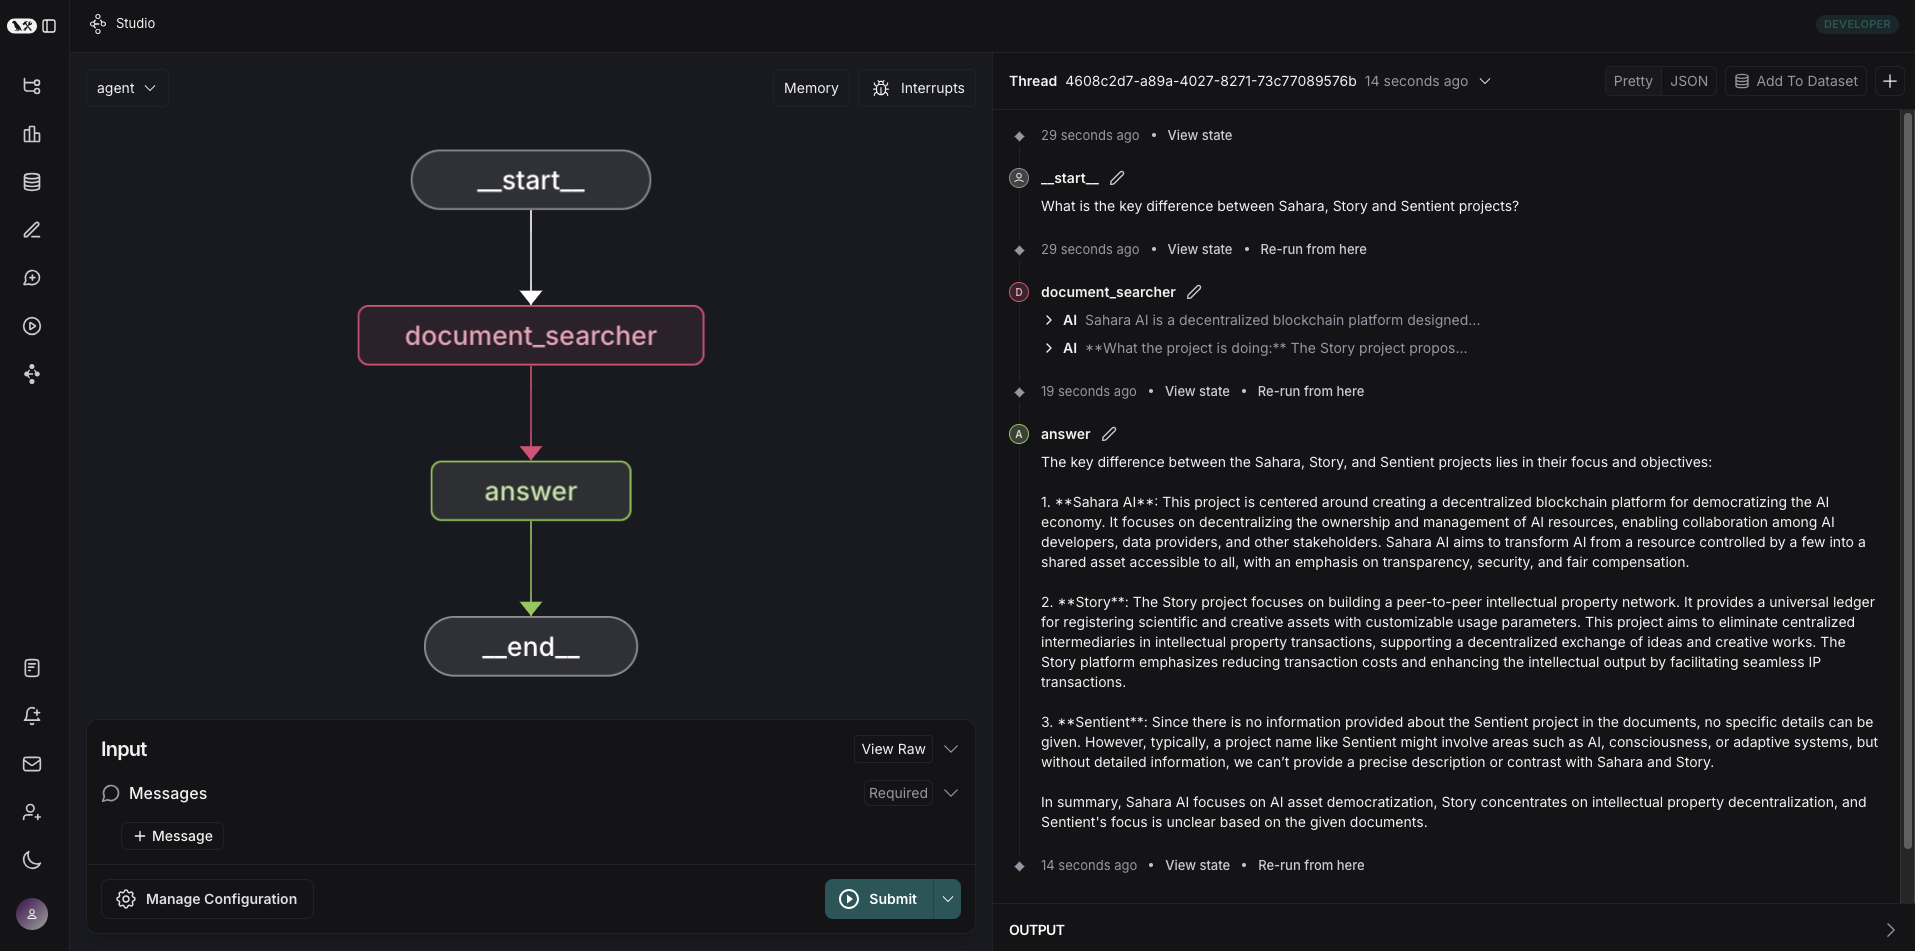 Studio
DEVELOPER
agent
Memory
Interrupts
__start__
document_searcher
answer
__end__
Input
View Raw
Messages
Required
+ Message
Manage Configuration
Submit
Thread 4608c2d7-a89a-4027-8271-73c77089576b 14 seconds ago
Pretty
JSON
Add To Dataset
29 seconds ago • View state
__start__
What is the key difference between Sahara, Story and Sentient projects?
29 seconds ago • View state • Re-run from here
D document_searcher
AI Sahara AI is a decentralized blockchain platform designed...
AI **What the project is doing:** The Story project propos...
19 seconds ago • View state • Re-run from here
A answer
The key difference between the Sahara, Story, and Sentient projects lies in their focus and objectives:
1. **Sahara AI**: This project is centered around creating a decentralized blockchain platform for democratizing the AI
economy. It focuses on decentralizing the ownership and management of AI resources, enabling collaboration among AI
developers, data providers, and other stakeholders. Sahara AI aims to transform AI from a resource controlled by a few into a
shared asset accessible to all, with an emphasis on transparency, security, and fair compensation.
2. **Story**: The Story project focuses on building a peer-to-peer intellectual property network. It provides a universal ledger
for registering scientific and creative assets with customizable usage parameters. This project aims to eliminate centralized
intermediaries in intellectual property transactions, supporting a decentralized exchange of ideas and creative works. The
Story platform emphasizes reducing transaction costs and enhancing the intellectual output by facilitating seamless IP
transactions.
3. **Sentient**: Since there is no information provided about the Sentient project in the documents, no specific details can be
given. However, typically, a project name like Sentient might involve areas such as AI, consciousness, or adaptive systems, but
without detailed information, we can't provide a precise description or contrast with Sahara and Story.
In summary, Sahara AI focuses on AI asset democratization, Story concentrates on intellectual property decentralization, and
Sentient's focus is unclear based on the given documents.
14 seconds ago • View state • Re-run from here
OUTPUT